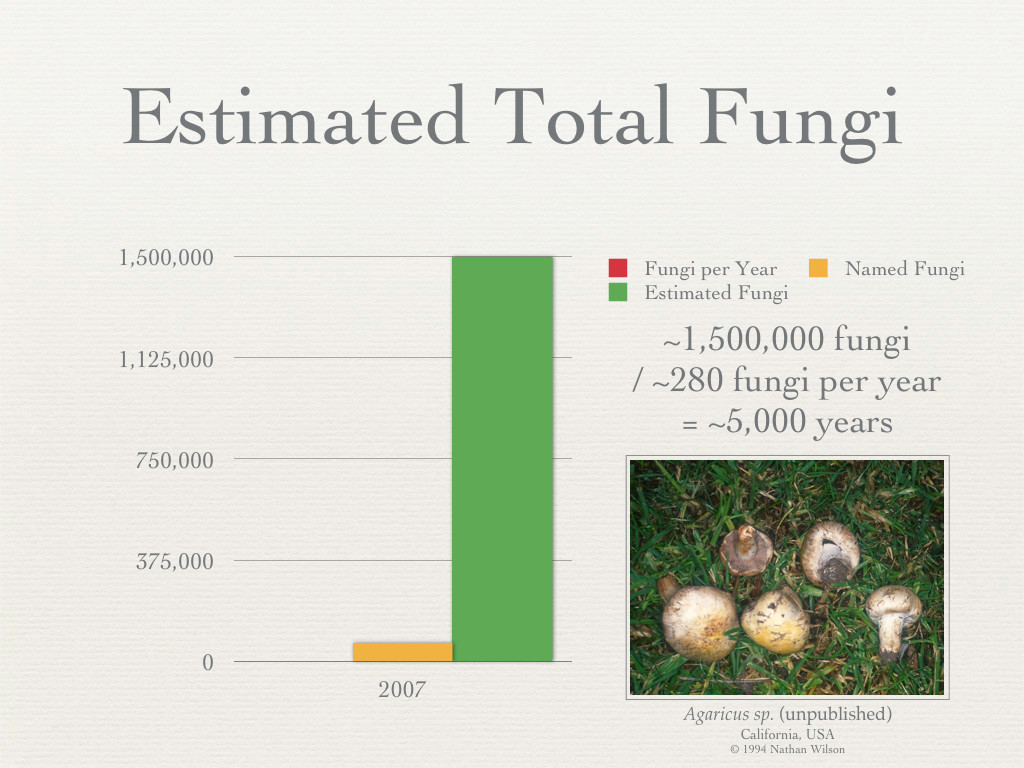 Estimated Total Fungi
1,500,000
1,125,000
750,000
375,000
0
2007
Fungi per Year
Named Fungi
Estimated Fungi
~1,500,000 fungi
/ ~280 fungi per year
= ~5,000 years
Agaricus sp. (unpublished)
California, USA
© 1994 Nathan Wilson